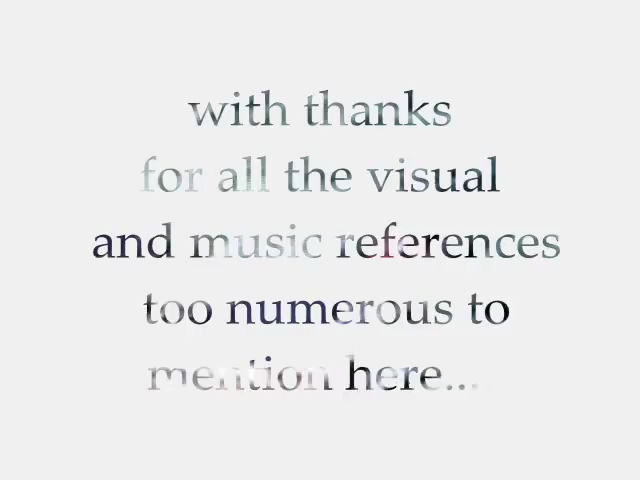 with thanks
for all the visual
and music references
too numerous to
mention here....